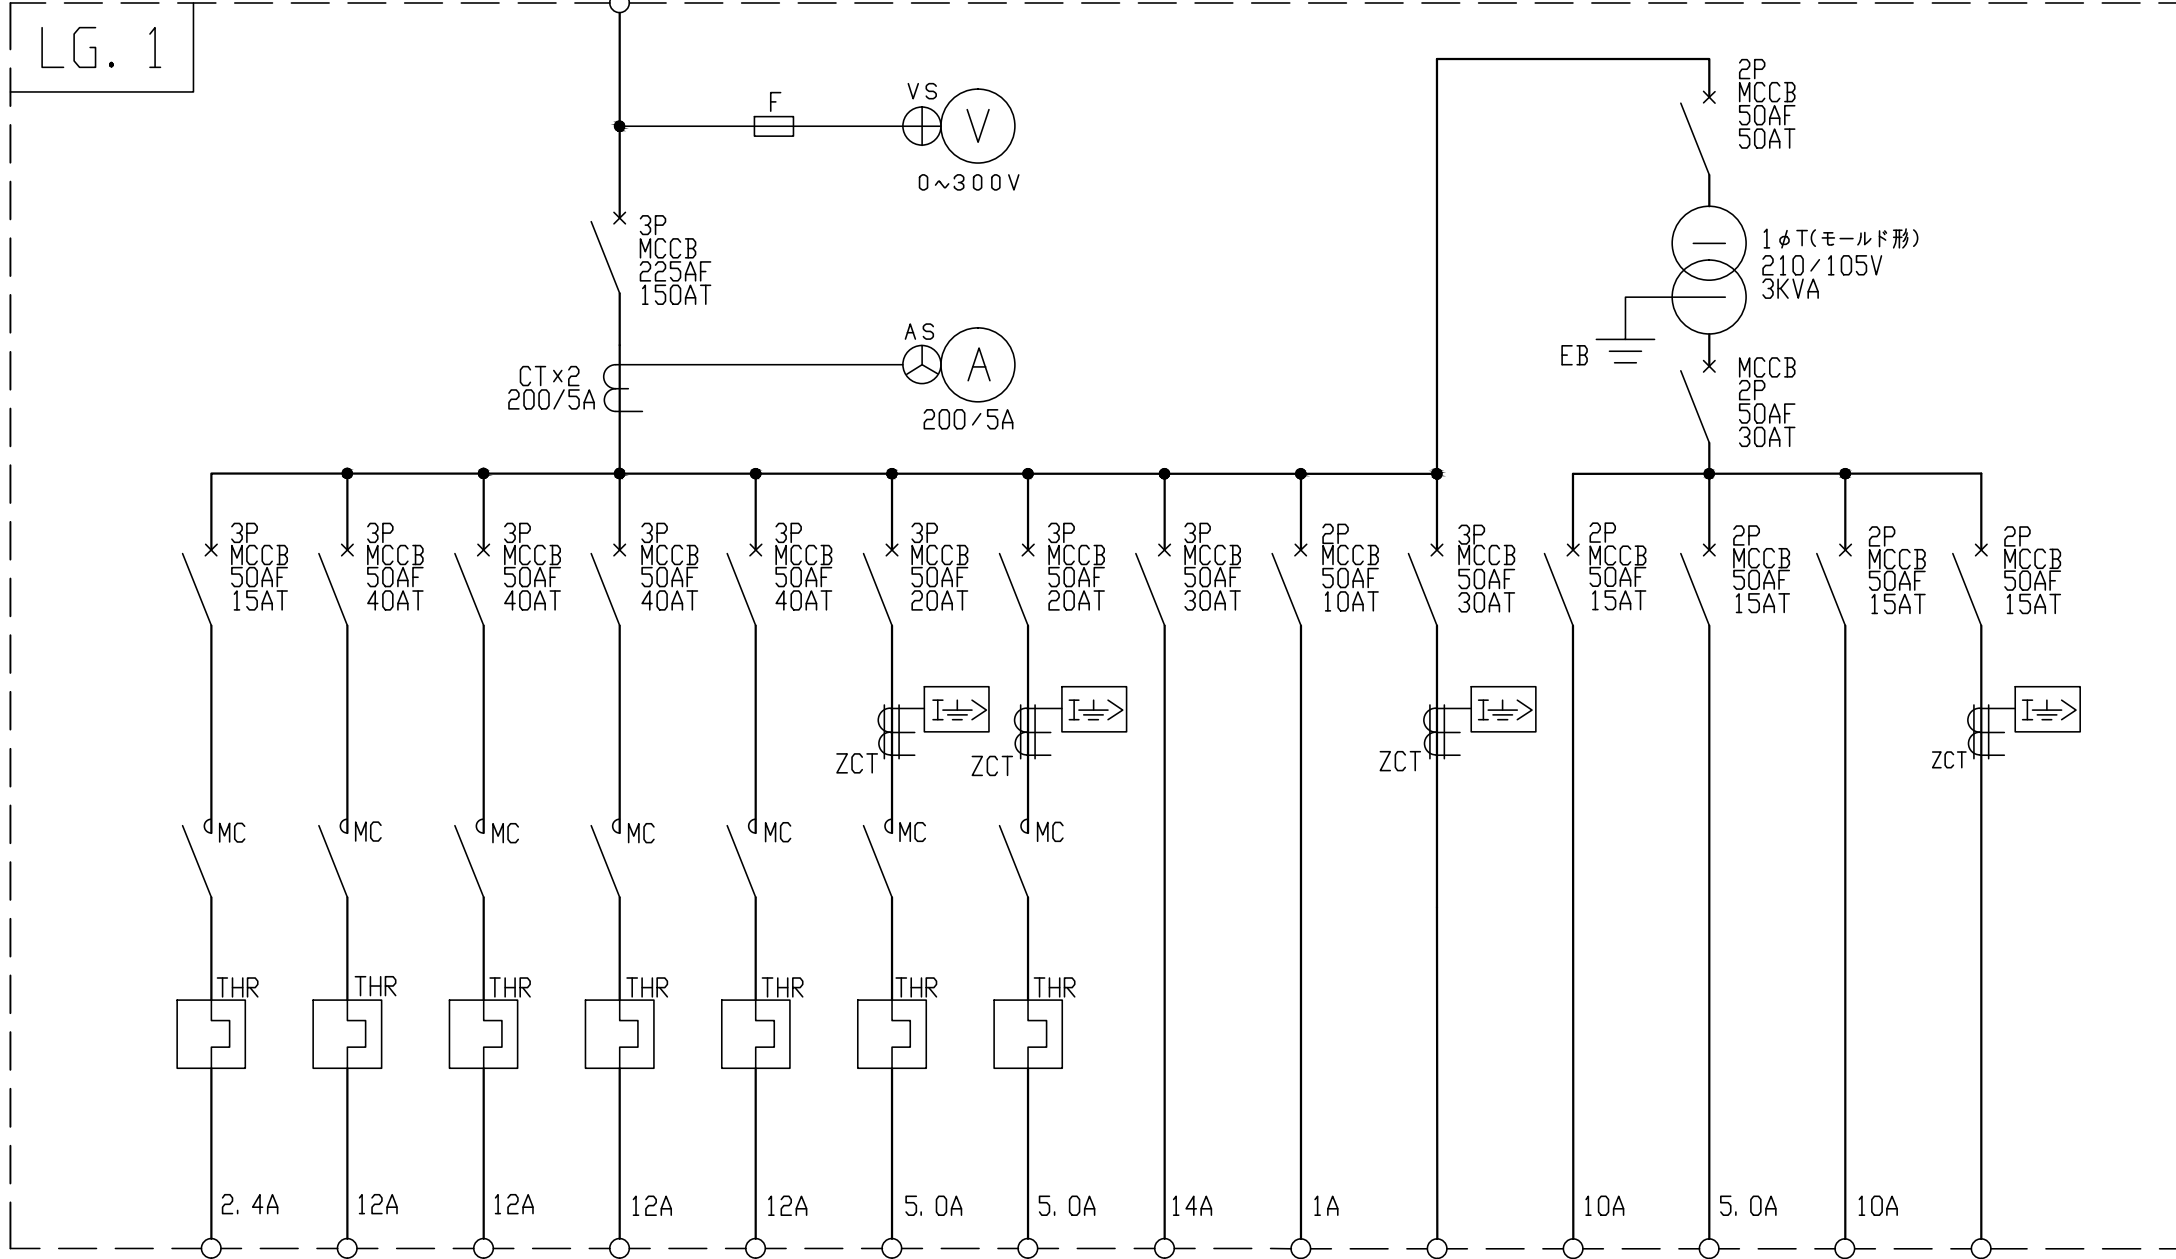 LG. 1
F
VS
V
0~300V
3P
MCCB
225AF
150AT
AS
A
CT×2
200/5A
200/5A
2P
MCCB
50AF
50AT
1φT(モールド形)
210/105V
3KVA
EB
MCCB
2P
50AF
30AT
3P
MCCB
50AF
15AT
3P
MCCB
50AF
40AT
3P
MCCB
50AF
40AT
3P
MCCB
50AF
40AT
3P
MCCB
50AF
40AT
3P
MCCB
50AF
20AT
3P
MCCB
50AF
20AT
3P
MCCB
50AF
30AT
2P
MCCB
50AF
10AT
3P
MCCB
50AF
30AT
2P
MCCB
50AF
15AT
2P
MCCB
50AF
15AT
2P
MCCB
50AF
15AT
2P
MCCB
50AF
15AT
I
I
I
I
ZCT
ZCT
ZCT
ZCT
MC
MC
MC
MC
MC
MC
MC
THR
THR
THR
THR
THR
THR
THR
2.4A
12A
12A
12A
12A
5.0A
5.0A
14A
1A
10A
5.0A
10A